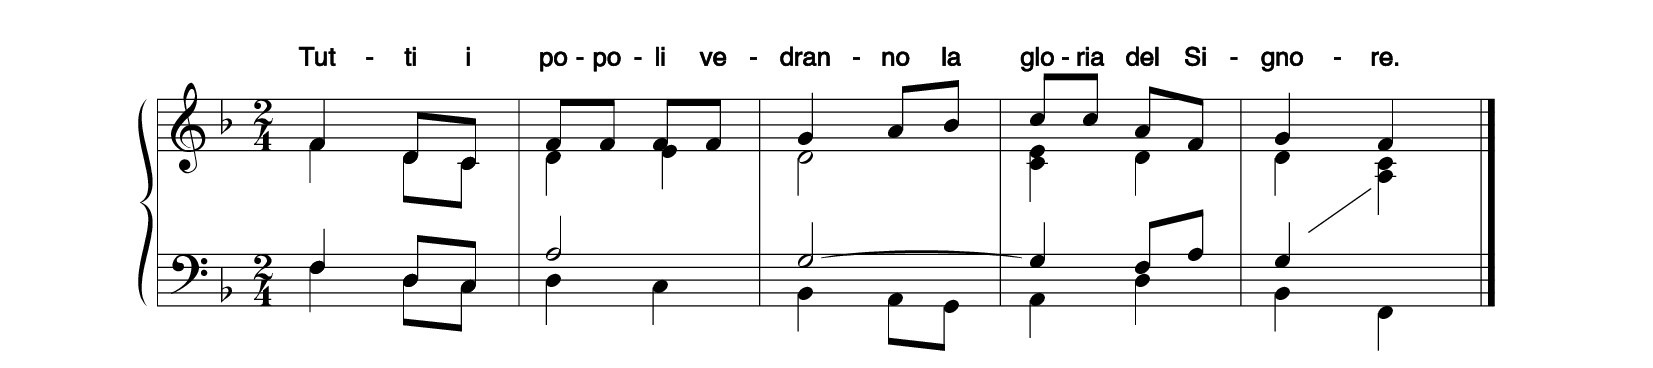 Tut - ti i po - po - li ve - dran - no la glo - ria del Si - gno - re.